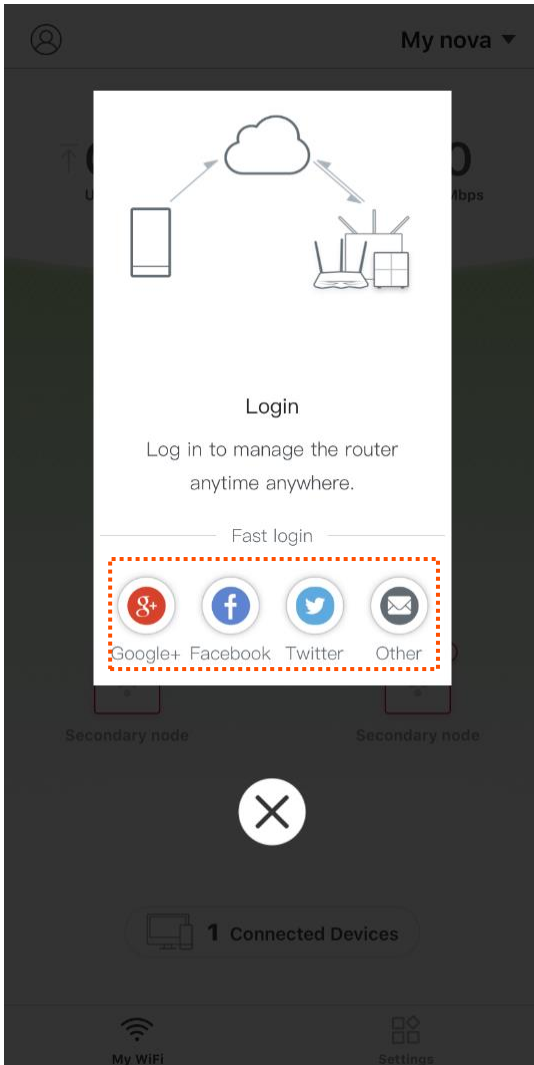 My nova
Mbps
Login
Log in to manage the router
anytime anywhere.
Fast login
g+
f
Google+ Facebook Twitter Other
Secondary node Secondary node
1 Connected Devices
My WiFi Settings